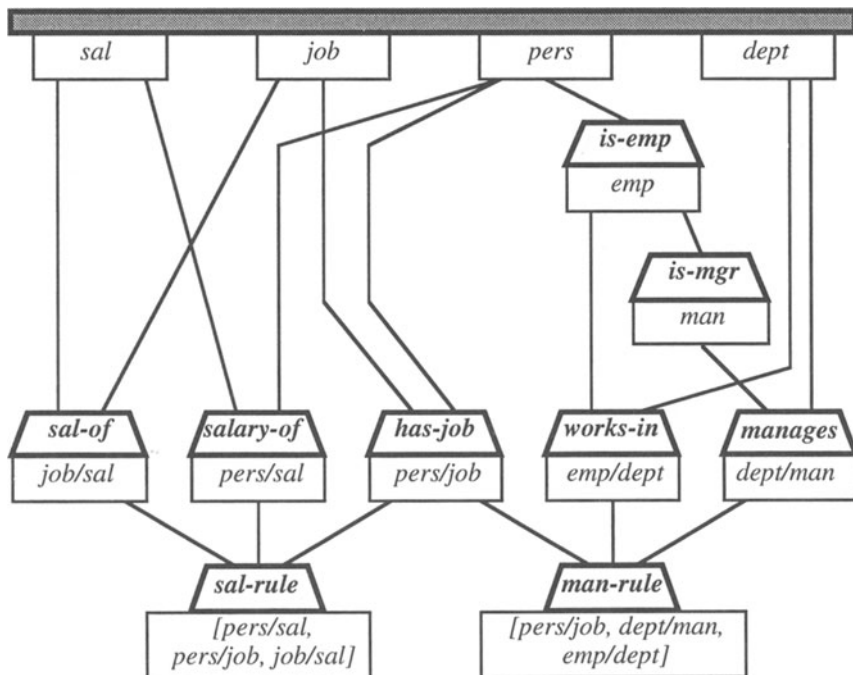 sal
job
pers
dept
is-emp
emp
is-mgr
man
sal-of
salary-of
has-job
works-in
manages
job/sal
pers/sal
pers/job
emp/dept
dept/man
sal-rule
man-rule
[pers/sal,
pers/job, job/sal]
[pers/job, dept/man,
emp/dept]